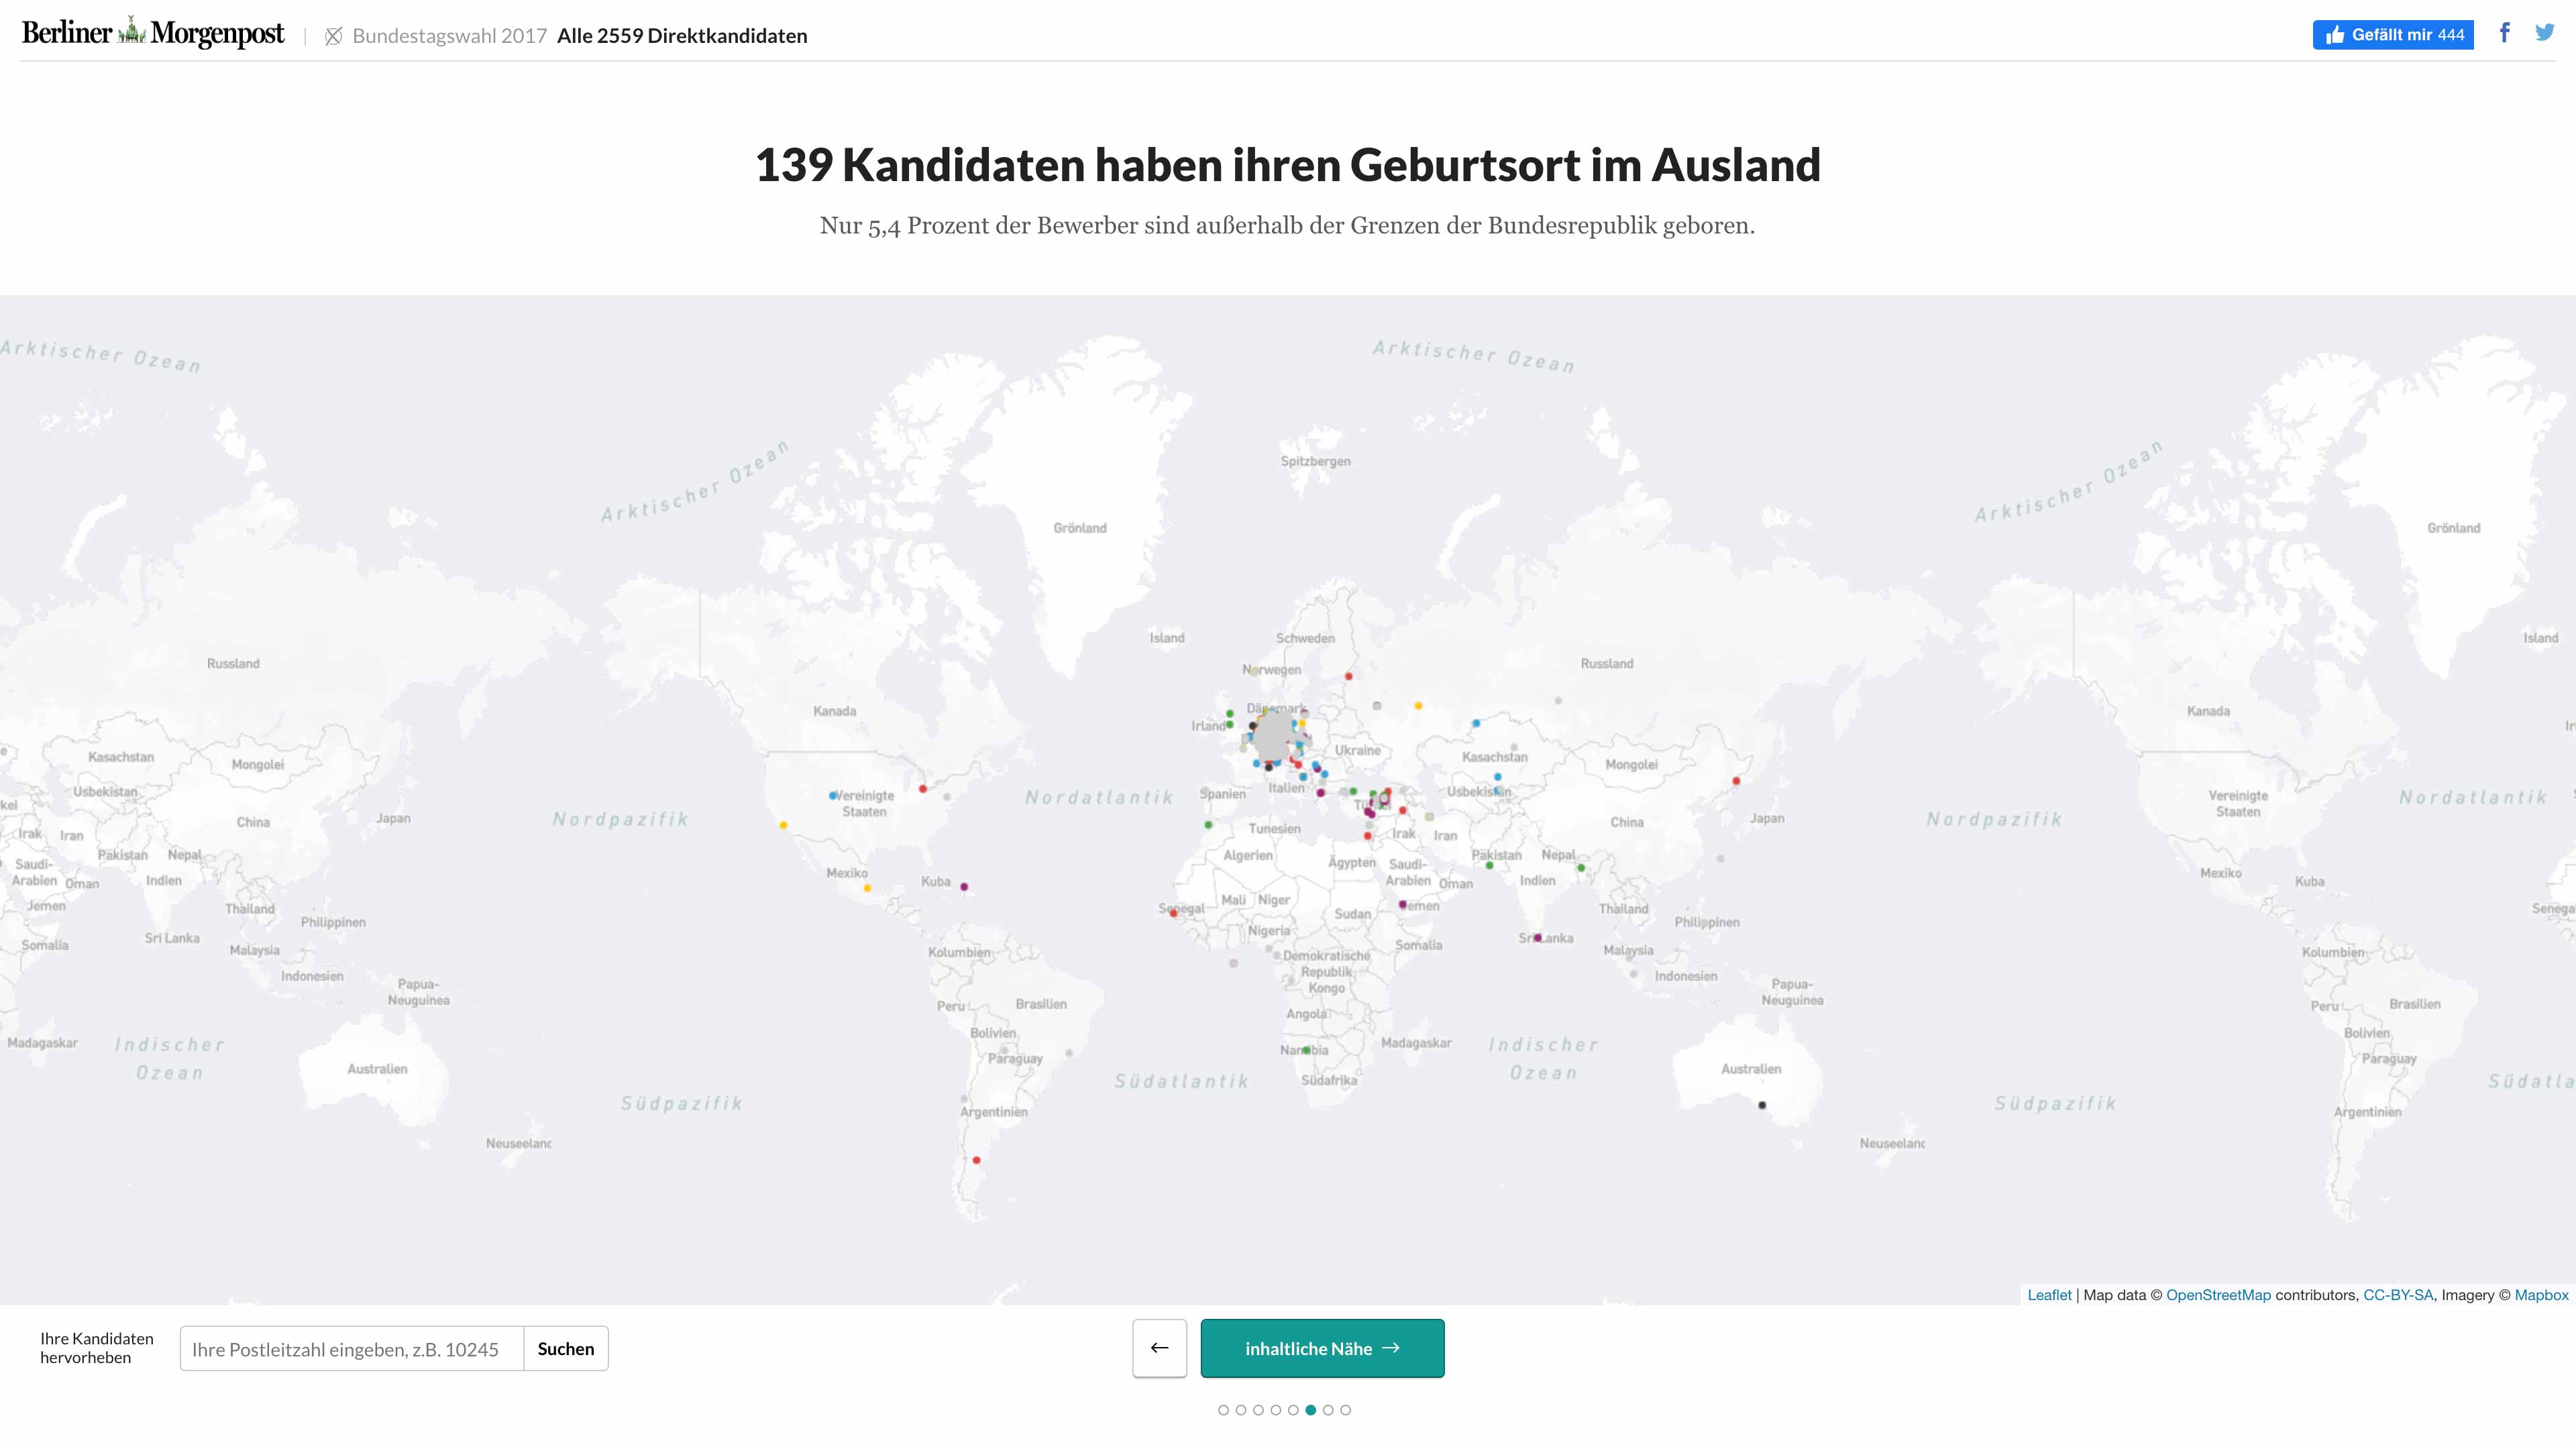 Berliner Morgenpost
Bundestagswahl 2017 Alle 2559 Direktkandidaten
Gefällt mir 444
139 Kandidaten haben ihren Geburtsort im Ausland
Nur 5,4 Prozent der Bewerber sind außerhalb der Grenzen der Bundesrepublik geboren.
Arktischer Ozean
Arktischer Ozean
Arktischer Ozean
Arktischer Ozean
Spitzbergen
Grönland
Grönland
Island
Schweden
Island
Russland
Norwegen
Russland
Kanada
Dänemark
Kanada
Irland
Kasachstan
Mongolei
Ukraine
Kasachstan
Mongolei
Usbekistan
Vereinigte
Staaten
Nordatlantik
Spanien
Italien
Usbekistan
Vereinigte
Staaten
Nordatlantik
China
Japan
Nordpazifik
Tunesien
China
Japan
Nordpazifik
Irak
Iran
Irak
Iran
Pakistan
Nepal
Algerien
Ägypten
Saudi-
Arabien
Pakistan
Nepal
Saudi-
Arabien
Oman
Indien
Mexiko
Kuba
Oman
Indien
Mexiko
Kuba
Jemen
Thailand
Philippinen
Senegal
Mali
Niger
Sudan
Jemen
Thailand
Philippinen
Somalia
Sri Lanka
Malaysia
Nigeria
Somalia
Sri Lanka
Malaysia
Kolumbien
Demokratische
Republik
Kongo
Kolumbien
Indonesien
Indonesien
Papua-
Neuguinea
Papua-
Neuguinea
Peru
Brasilien
Angola
Peru
Brasilien
Madagaskar
Indischer
Ozean
Bolivien
Paraguay
Namibia
Madagaskar
Indischer
Ozean
Bolivien
Paraguay
Australien
Südatlantik
Südafrika
Australien
Südpazifik
Argentinien
Südpazifik
Argentinien
Neuseeland
Neuseeland
Leaflet | Map data © OpenStreetMap contributors, CC-BY-SA, Imagery © Mapbox
Ihre Kandidaten
hervorheben
Ihre Postleitzahl eingeben, z.B. 10245
Suchen
← inhaltliche Nähe →